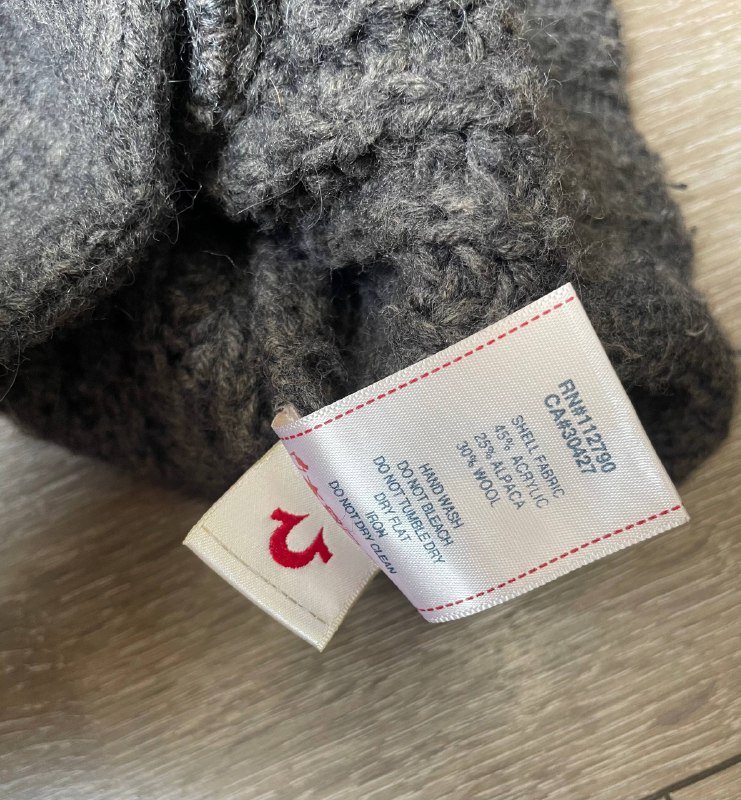 RN#112790
CA#30427
SHELL FABRIC
45% ACRYLIC
25% ALPACA
30% WOOL
HAND WASH
DO NOT BLEACH
DO NOT TUMBLE DRY
DRY FLAT
IRON
DO NOT DRY CLEAN